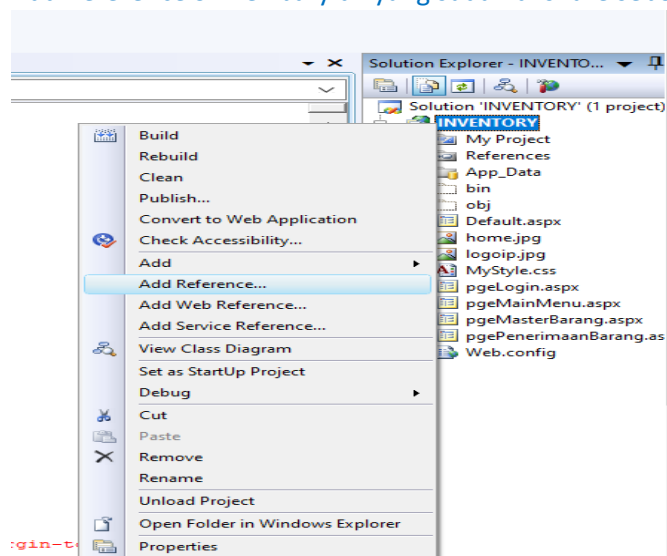 Solution Explorer - INVENTO...
Solution 'INVENTORY' (1 project)
INVENTORY
My Project
References
App_Data
bin
obj
Default.aspx
home.jpg
logoip.jpg
MyStyle.css
pgeLogin.aspx
pgeMainMenu.aspx
pgeMasterBarang.aspx
pgePenerimaanBarang.as
Web.config
Build
Rebuild
Clean
Publish...
Convert to Web Application
Check Accessibility...
Add
Add Reference...
Add Web Reference...
Add Service Reference...
View Class Diagram
Set as StartUp Project
Debug
Cut
Paste
Remove
Rename
Unload Project
Open Folder in Windows Explorer
Properties